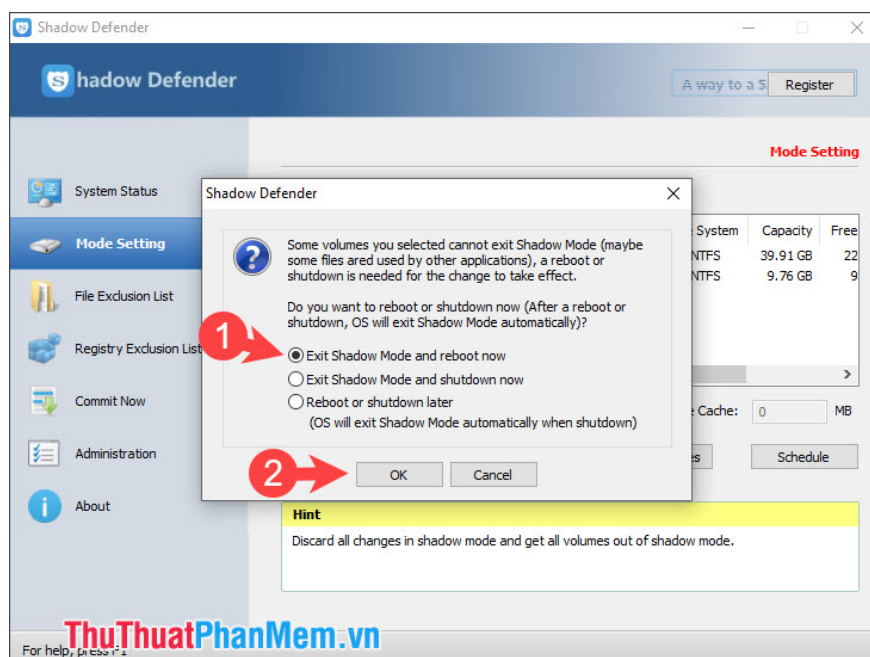 Shadow Defender
hadow Defender
A way to a S
Register
Mode Setting
System Status
Mode Setting
File Exclusion List
Registry Exclusion List
Commit Now
Administration
About
System Capacity Free
NTFS 39.91 GB 22
NTFS 9.76 GB 9
Cache: 0 MB
Schedule
Shadow Defender
Some volumes you selected cannot exit Shadow Mode (maybe
some files ared used by other applications), a reboot or
shutdown is needed for the change to take effect.
Do you want to reboot or shutdown now (After a reboot or
shutdown, OS will exit Shadow Mode automatically)?
1
Exit Shadow Mode and reboot now
Exit Shadow Mode and shutdown now
Reboot or shutdown later
(OS will exit Shadow Mode automatically when shutdown)
2
OK
Cancel
Hint
Discard all changes in shadow mode and get all volumes out of shadow mode.
ThuThuatPhanMem.vn
For help, press F1